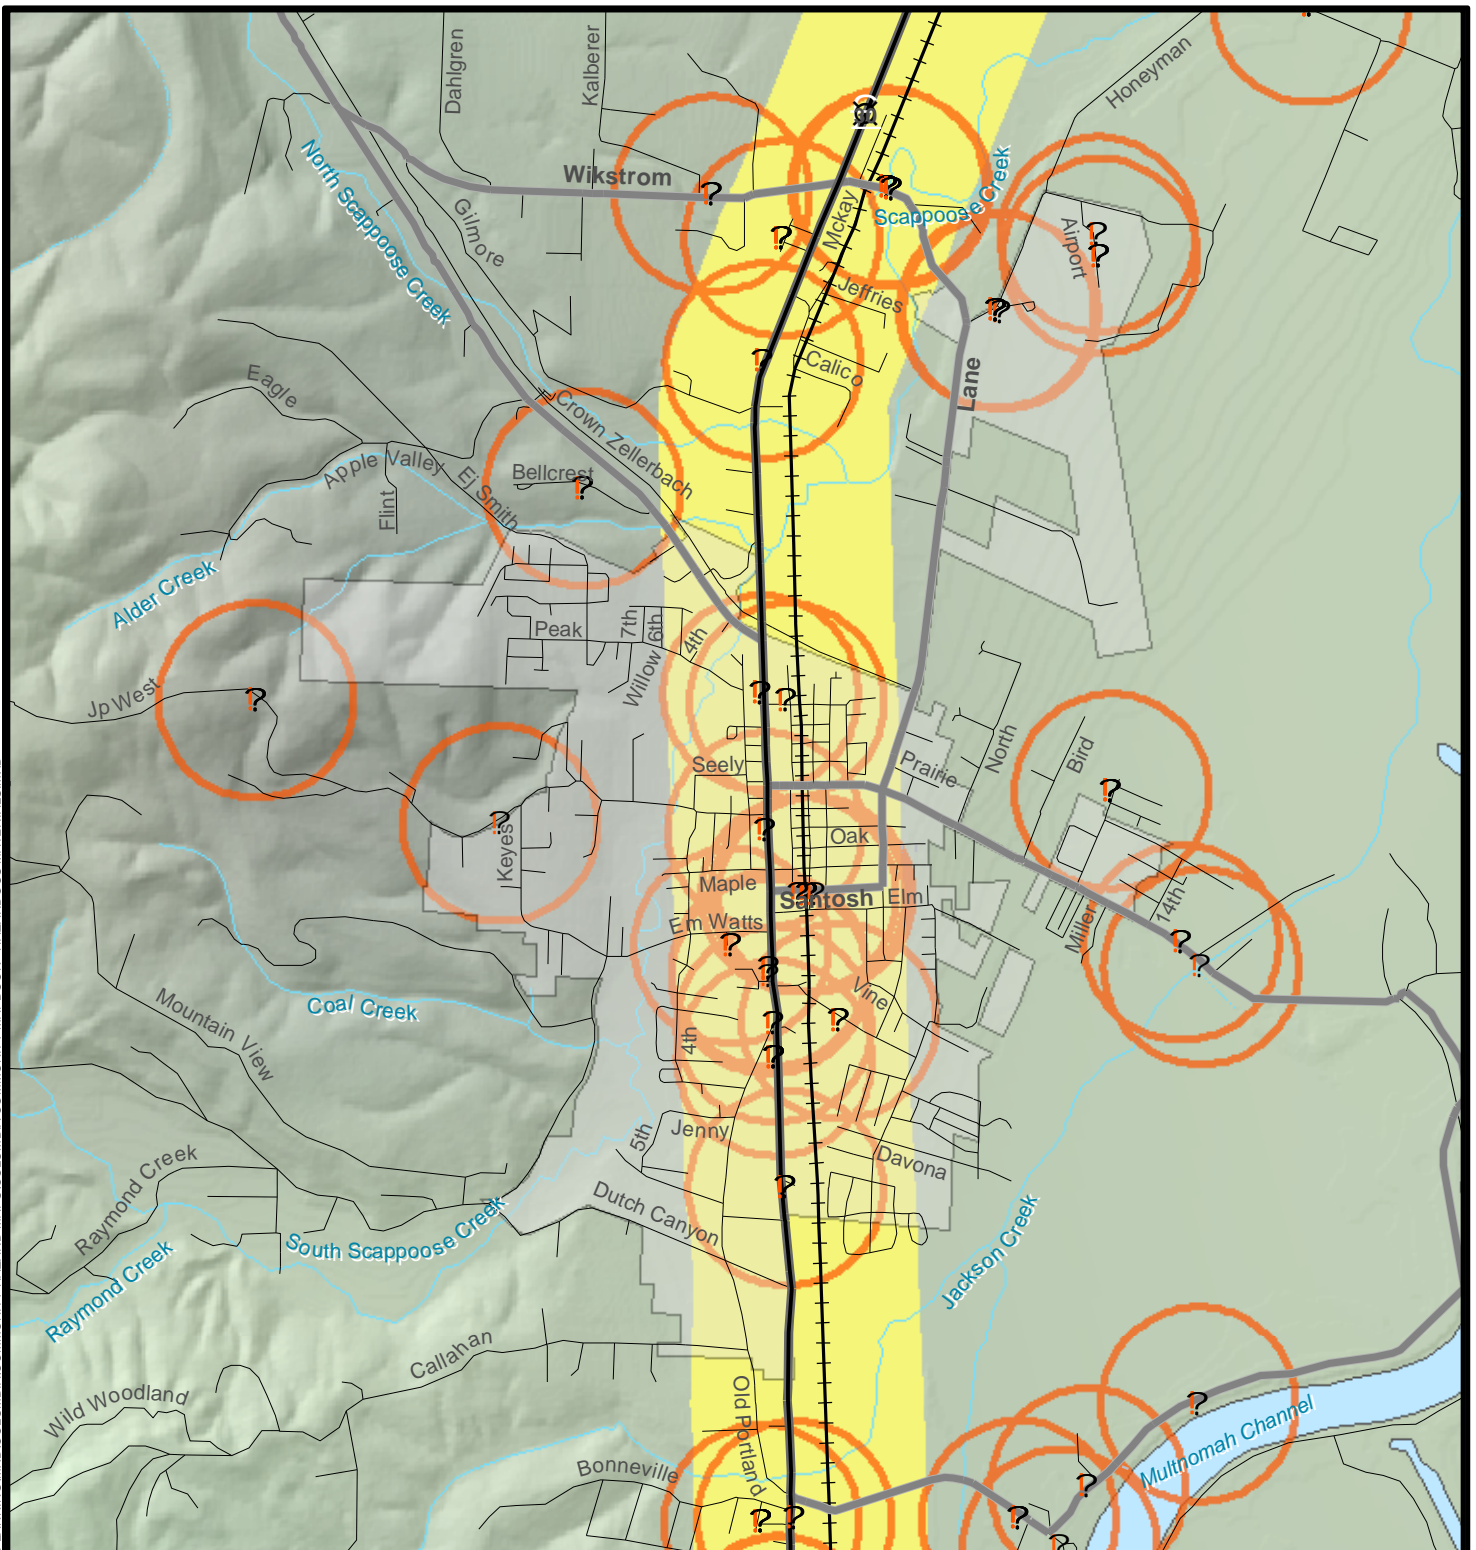 Dahlgren
Kalberer
Honeyman
North Scappoose Creek
Wikstrom
Scappoose Creek
Gilmore
Mckay
Airport
Jeffries
Calico
Lane
Eagle
Crown Zellerbach
Apple Valley
Bellcrest
Flint
Ej Smith
Alder Creek
Peak
7th
6th
4th
Willow
Jp West
Seely
Prairie
North
Bird
Oak
Keyes
Maple
Santosh
Elm
Em Watts
Miller
14th
Mountain View
Coal Creek
Vine
4th
5th
Jenny
Davona
Raymond Creek
Dutch Canyon
South Scappoose Creek
Raymond Creek
Jackson Creek
Callahan
Wild Woodland
Old Portland
Bonneville
Multnomah Channel